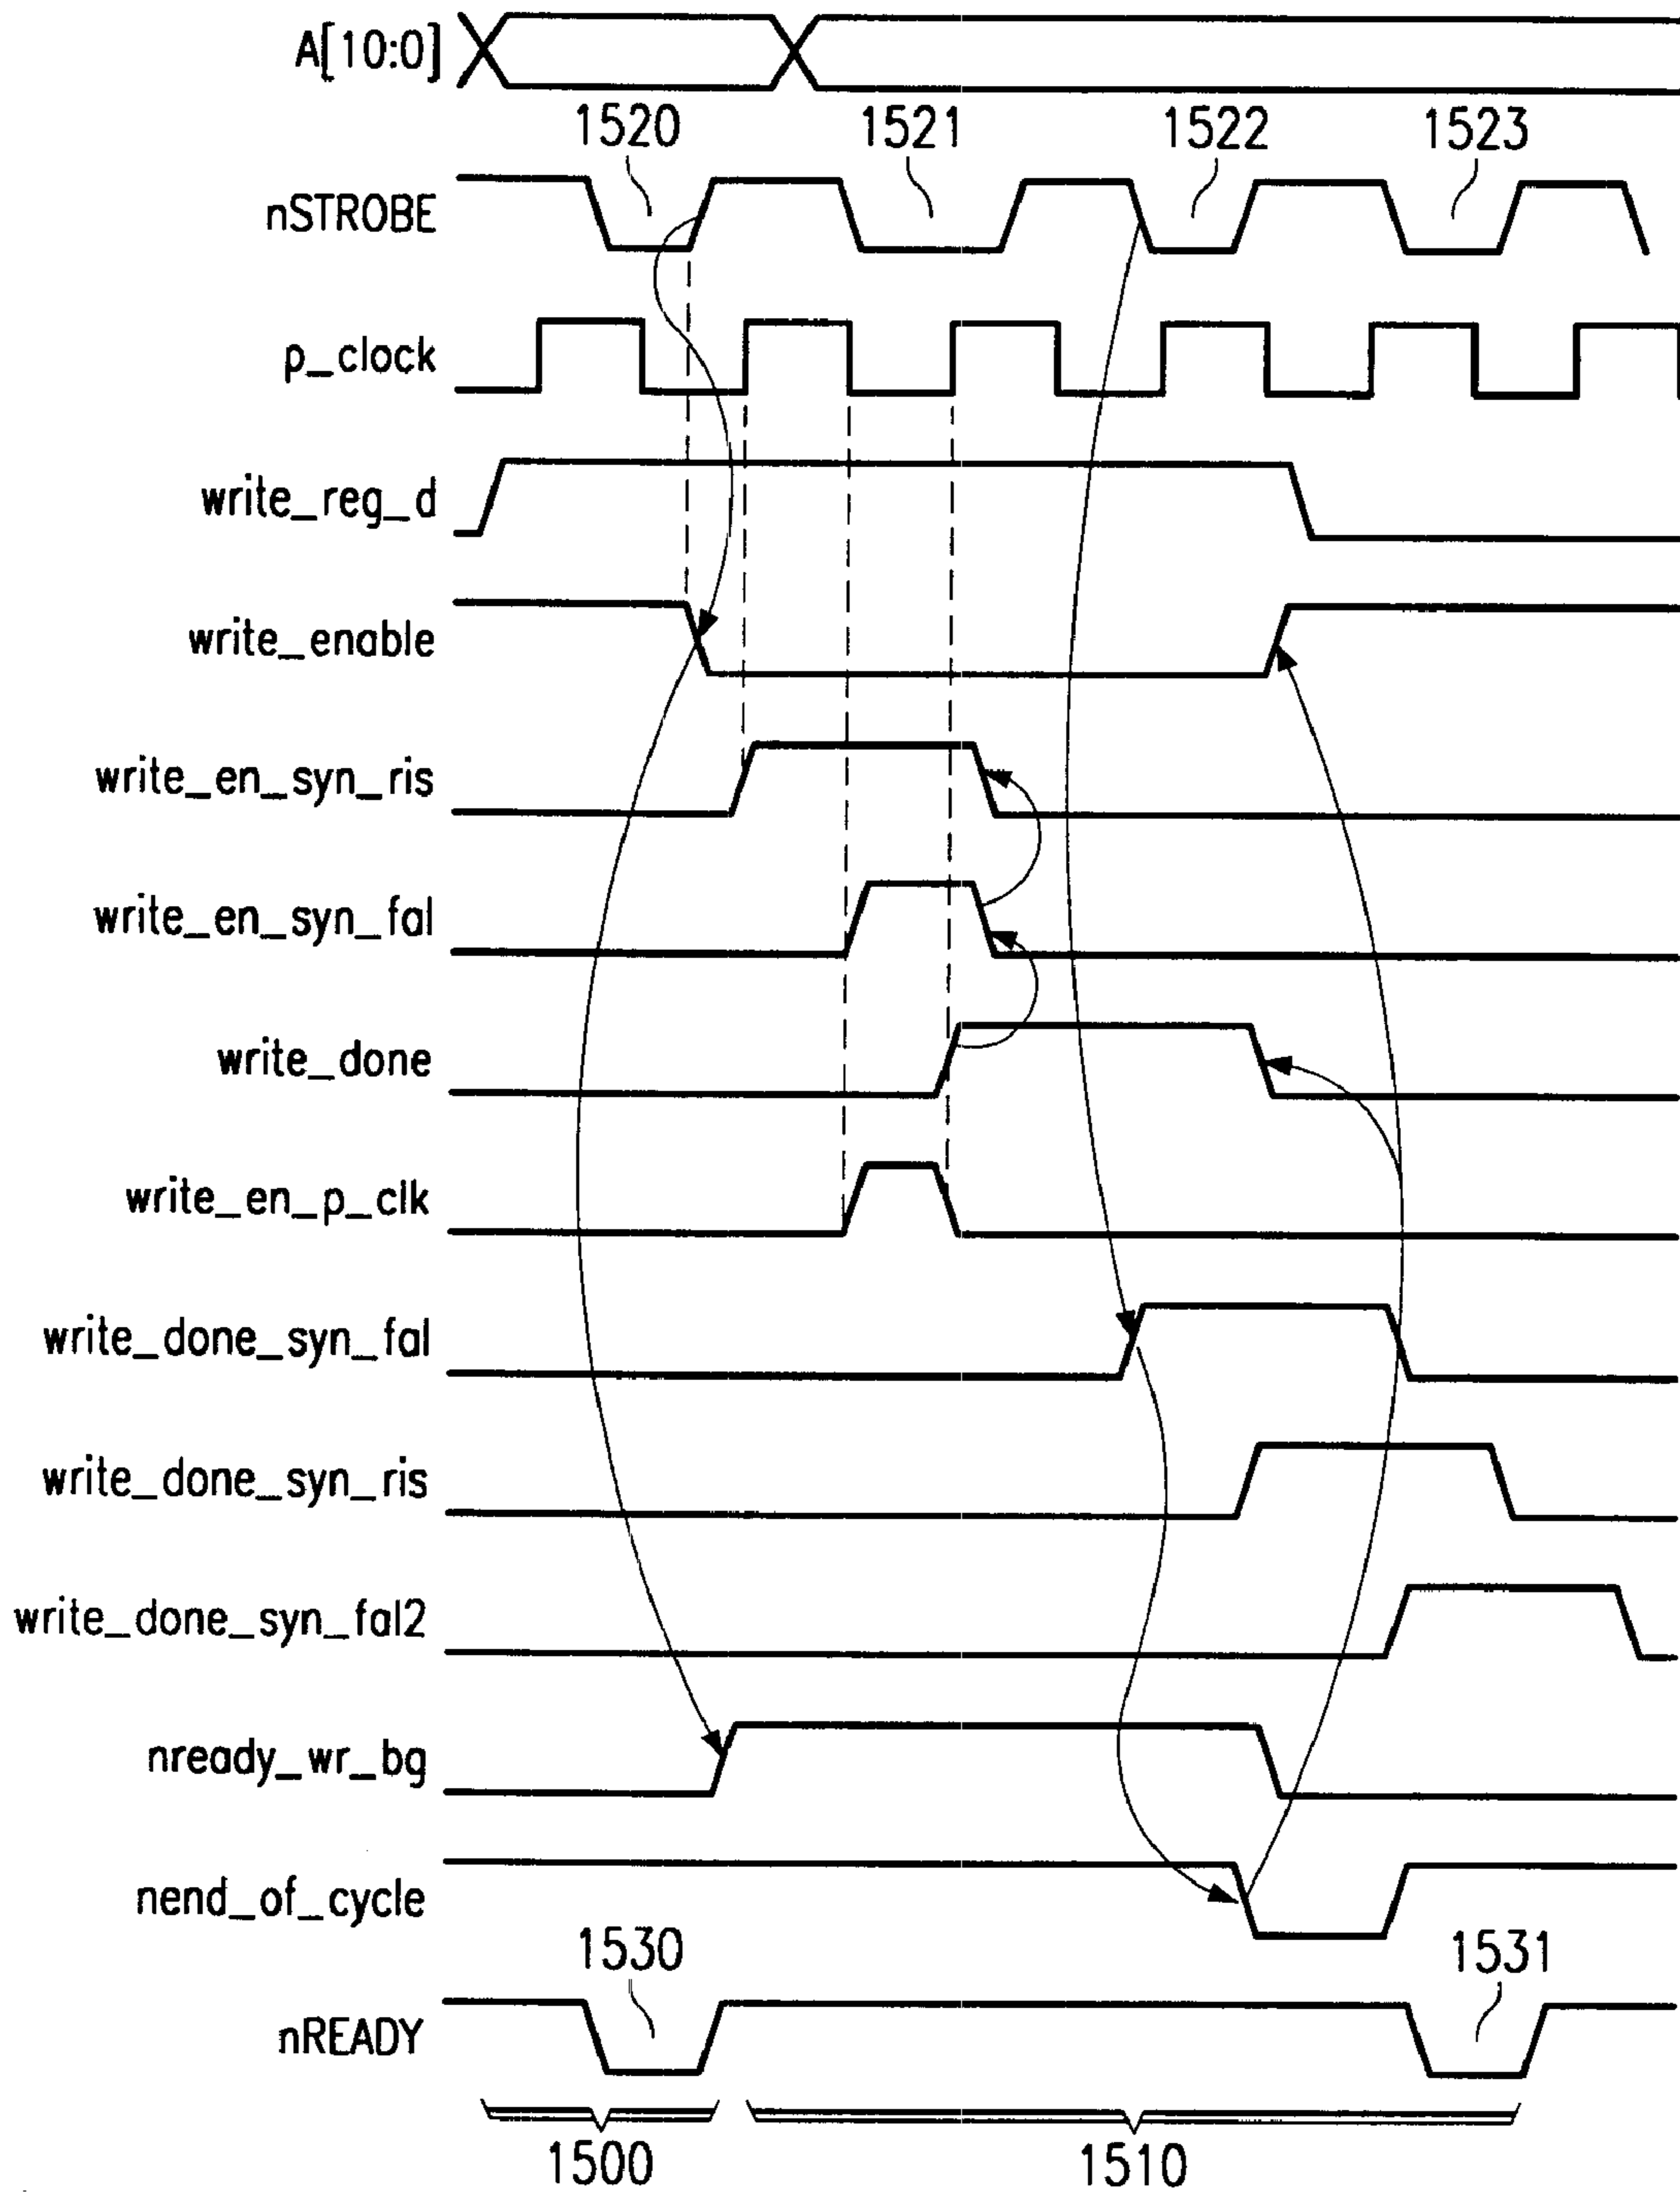 A[10:0]
1520 1521 1522 1523
nSTROBE
p_clock
write_reg_d
write_enable
write_en_syn_ris
write_en_syn_fal
write_done
write_en_p_clk
write_done_syn_fal
write_done_syn_ris
write_done_syn_fal2
nready_wr_bg
nend_of_cycle
1530 1531
nREADY
1500 1510